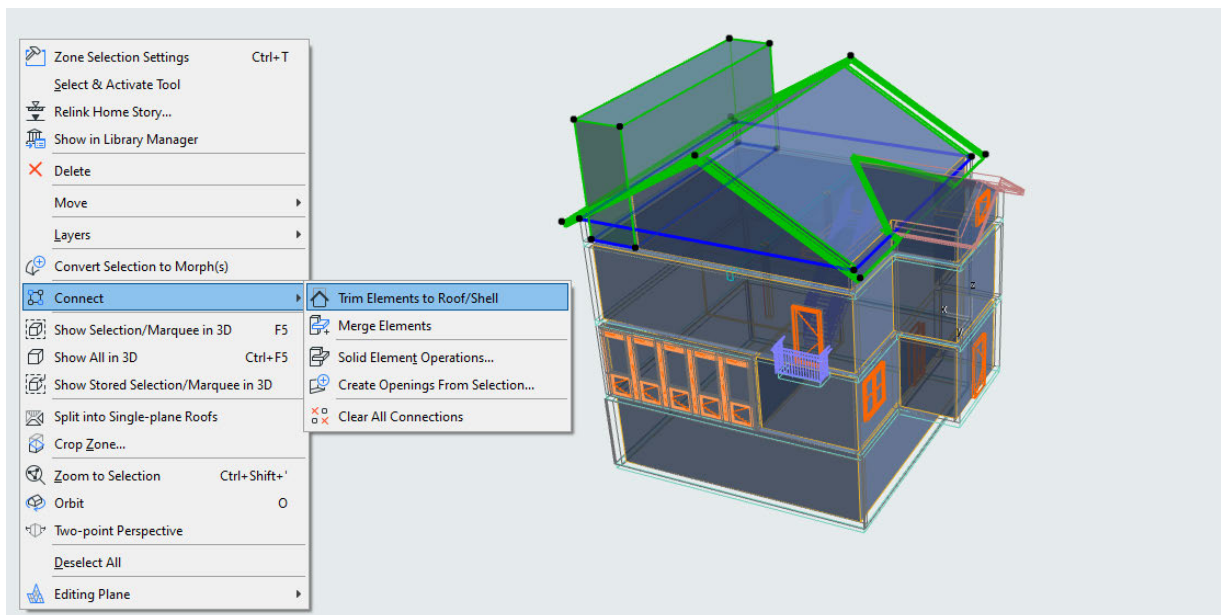 Zone Selection Settings Ctrl+T
Select & Activate Tool
Relink Home Story...
Show in Library Manager
Delete
Move
Layers
Convert Selection to Morph(s)
Connect
Show Selection/Marquee in 3D F5
Show All in 3D Ctrl+F5
Show Stored Selection/Marquee in 3D
Split into Single-plane Roofs
Crop Zone...
Zoom to Selection Ctrl+Shift+'
Orbit O
Two-point Perspective
Deselect All
Editing Plane
Trim Elements to Roof/Shell
Merge Elements
Solid Element Operations...
Create Openings From Selection...
Clear All Connections
z
x
y